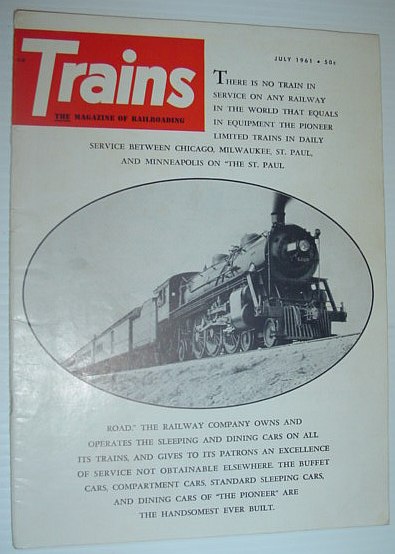 Trains
THE MAGAZINE OF RAILROADING
JULY 1961 • 50¢
THERE IS NO TRAIN IN
SERVICE ON ANY RAILWAY
IN THE WORLD THAT EQUALS
IN EQUIPMENT THE PIONEER
LIMITED TRAINS IN DAILY
SERVICE BETWEEN CHICAGO, MILWAUKEE, ST. PAUL,
AND MINNEAPOLIS ON "THE ST. PAUL
ROAD." THE RAILWAY COMPANY OWNS AND
OPERATES THE SLEEPING AND DINING CARS ON ALL
ITS TRAINS, AND GIVES TO ITS PATRONS AN EXCELLENCE
OF SERVICE NOT OBTAINABLE ELSEWHERE. THE BUFFET
CARS, COMPARTMENT CARS, STANDARD SLEEPING CARS,
AND DINING CARS OF "THE PIONEER" ARE
THE HANDSOMEST EVER BUILT.